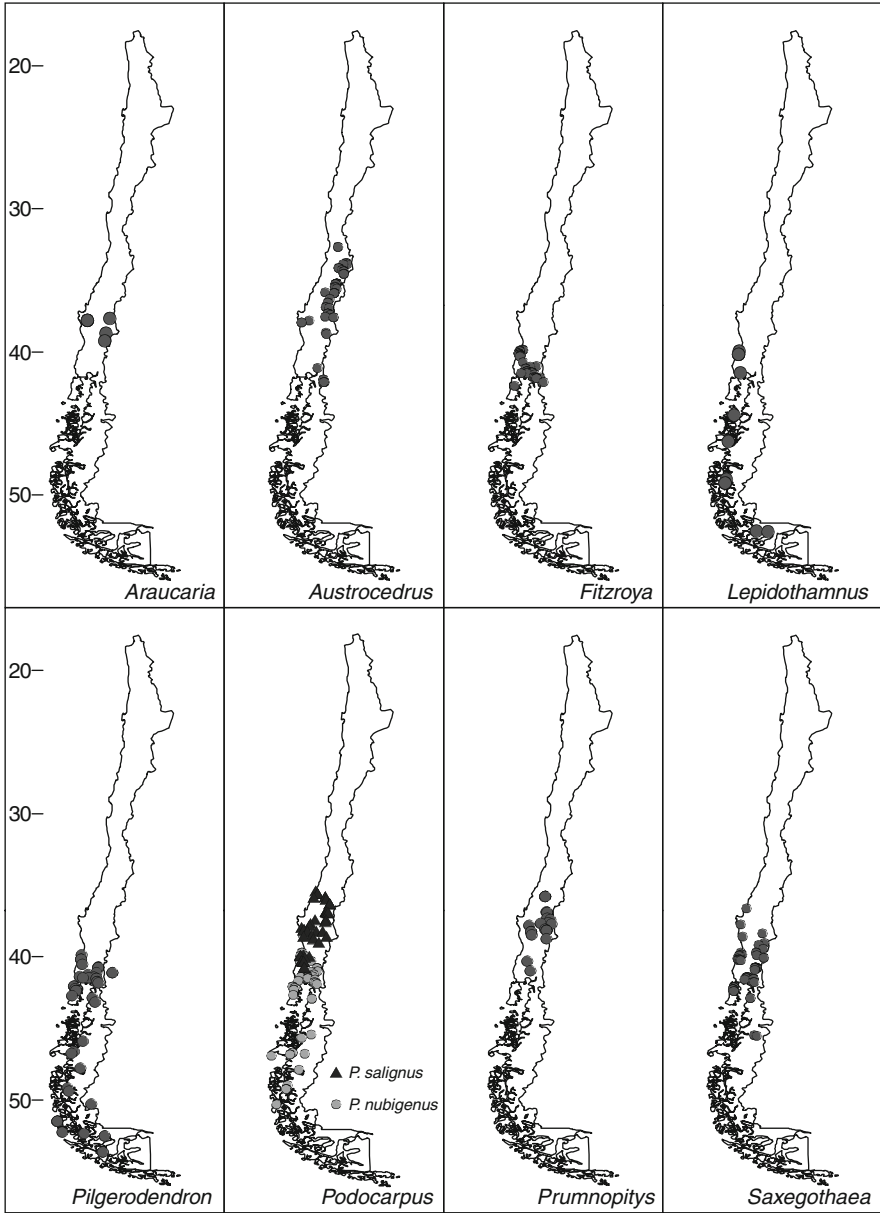 20
30
40
50
Araucaria
Austrocedrus
Fitzroya
Lepidothamnus
20
30
40
50
P. salignus
P. nubigenus
Pilgerodendron
Podocarpus
Prumnopitys
Saxegothaea